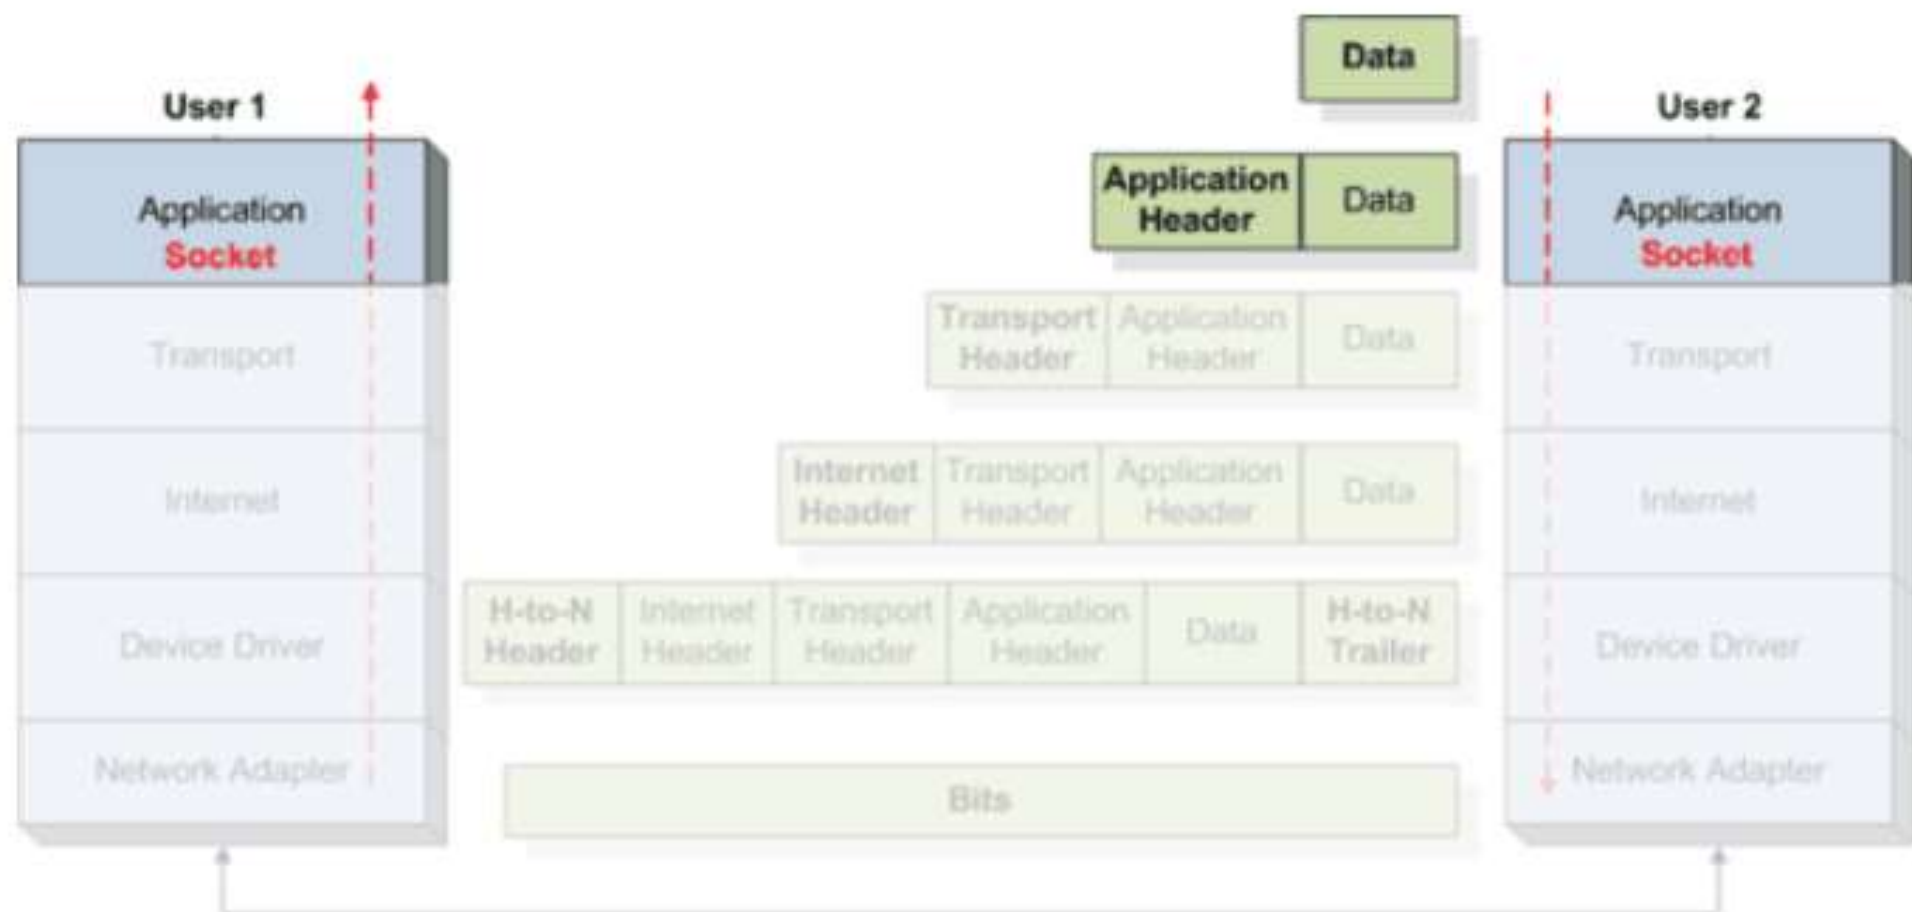 Data
User 1
User 2
Application
Header
Data
Application
Socket
Application
Socket
Transport
Transport
Header
Application
Header
Data
Transport
Internet
Internet
Header
Transport
Header
Application
Header
Data
Internet
Device Driver
H-to-N
Header
Internet
Header
Transport
Header
Application
Header
Data
H-to-N
Trailer
Device Driver
Network Adapter
Bits
Network Adapter